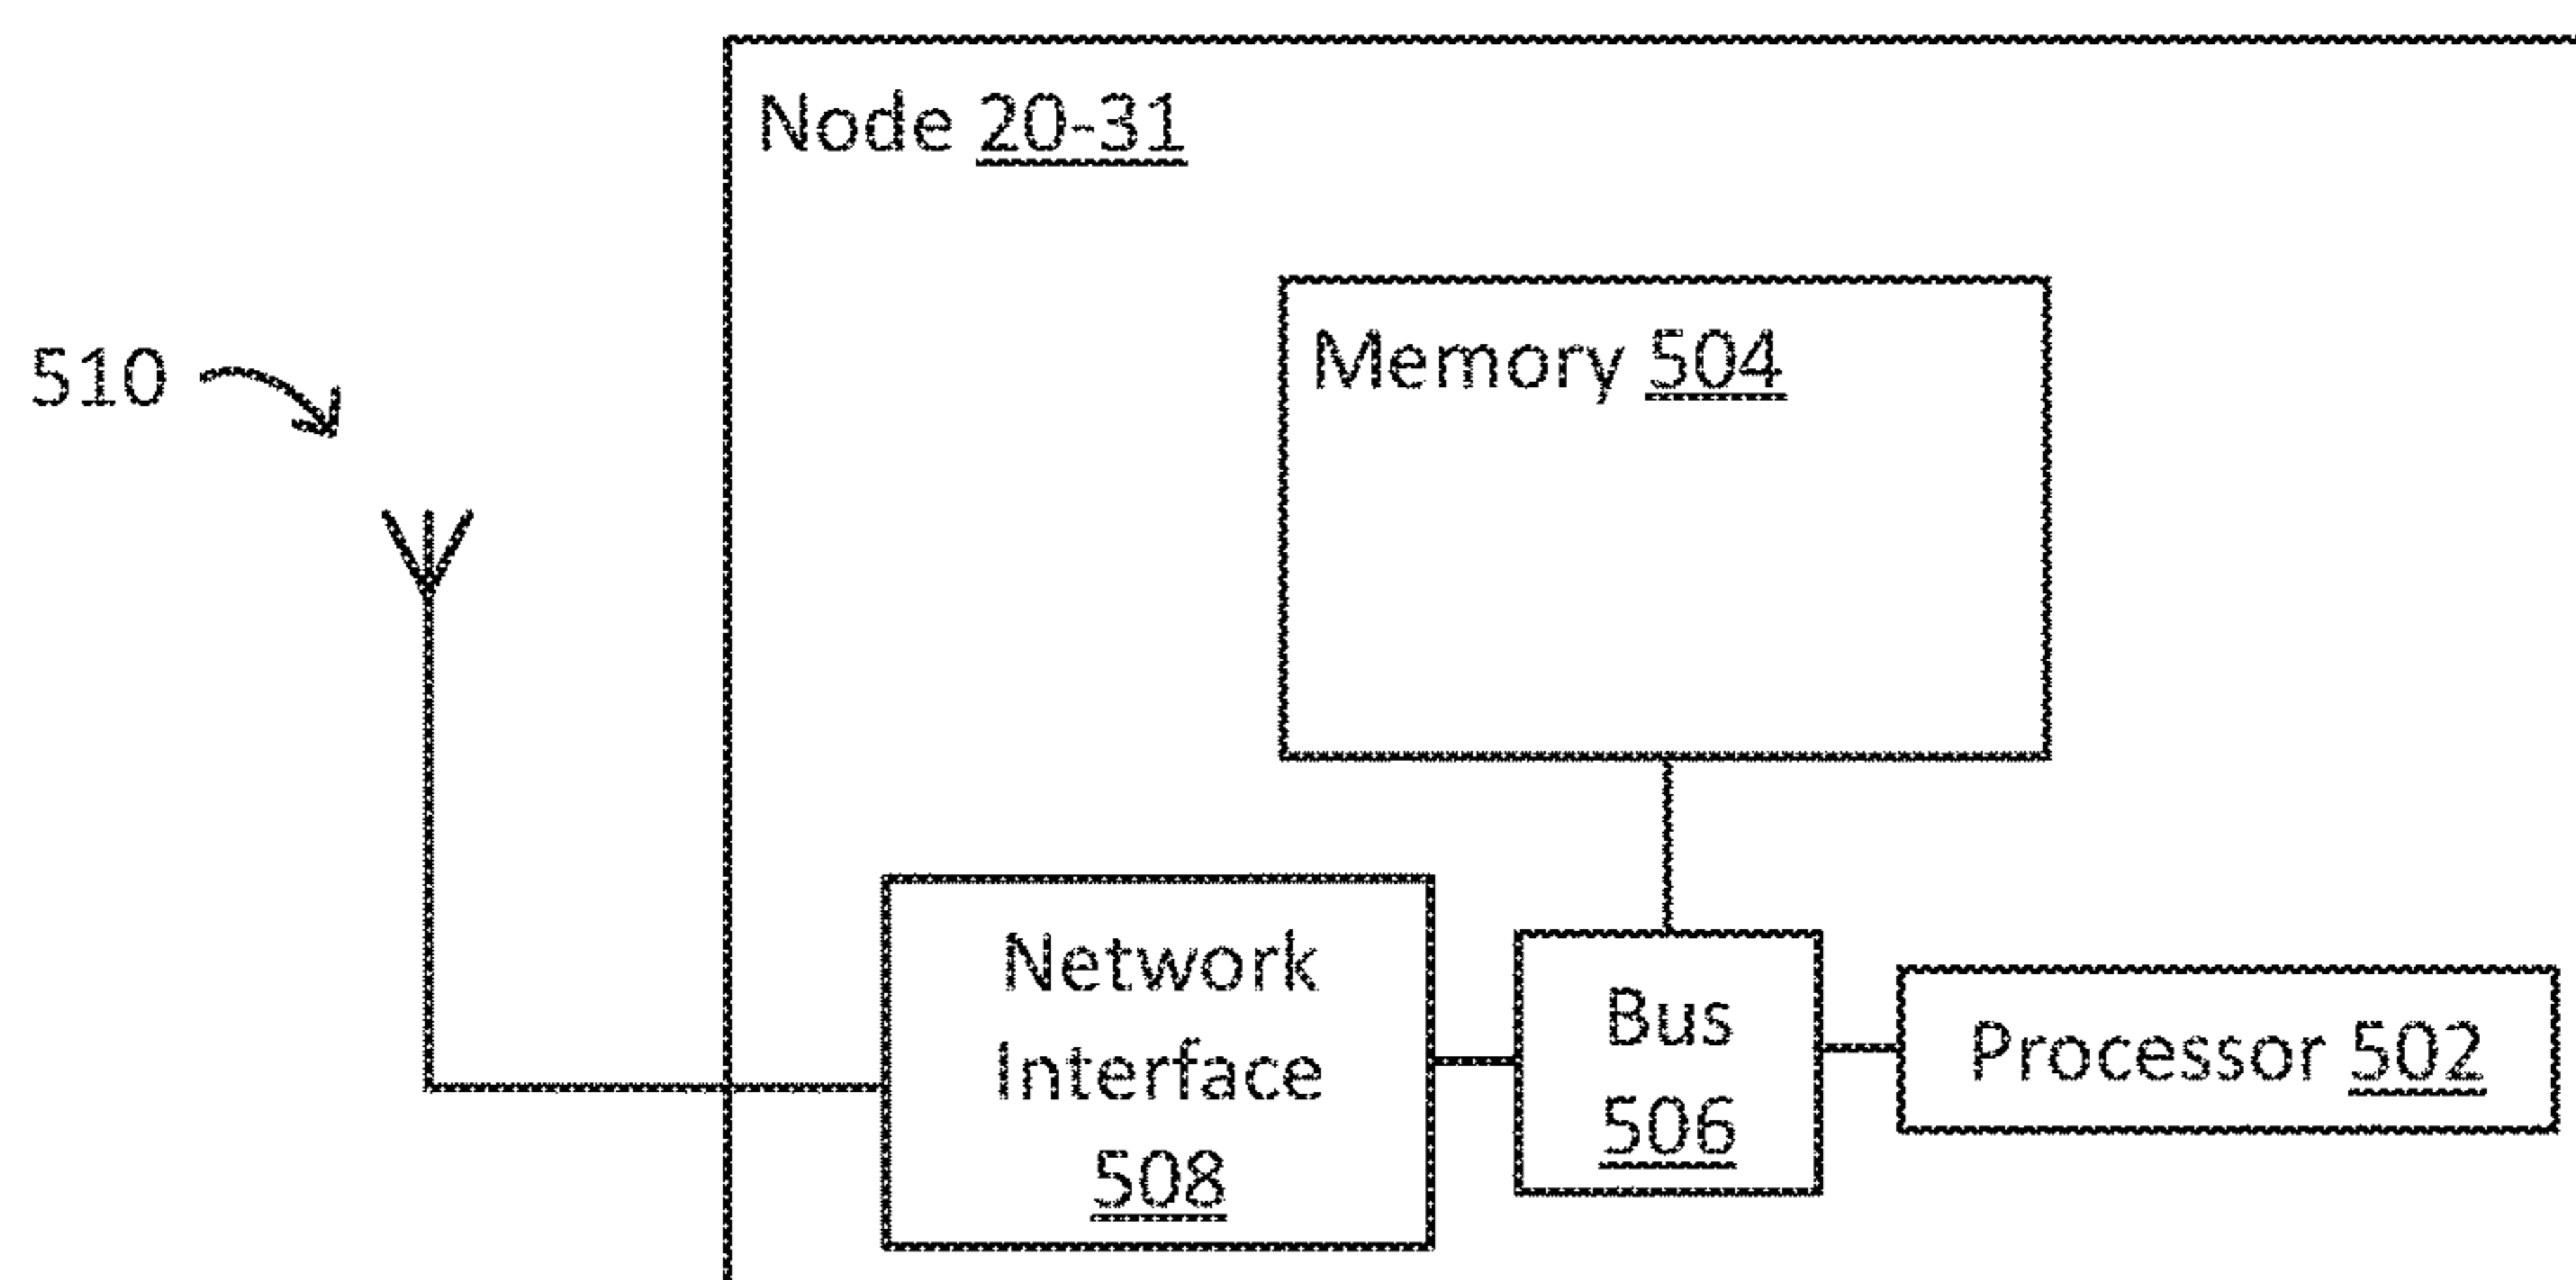 Node 20-31
510
Memory 504
Network
Interface
508
Bus
506
Processor 502